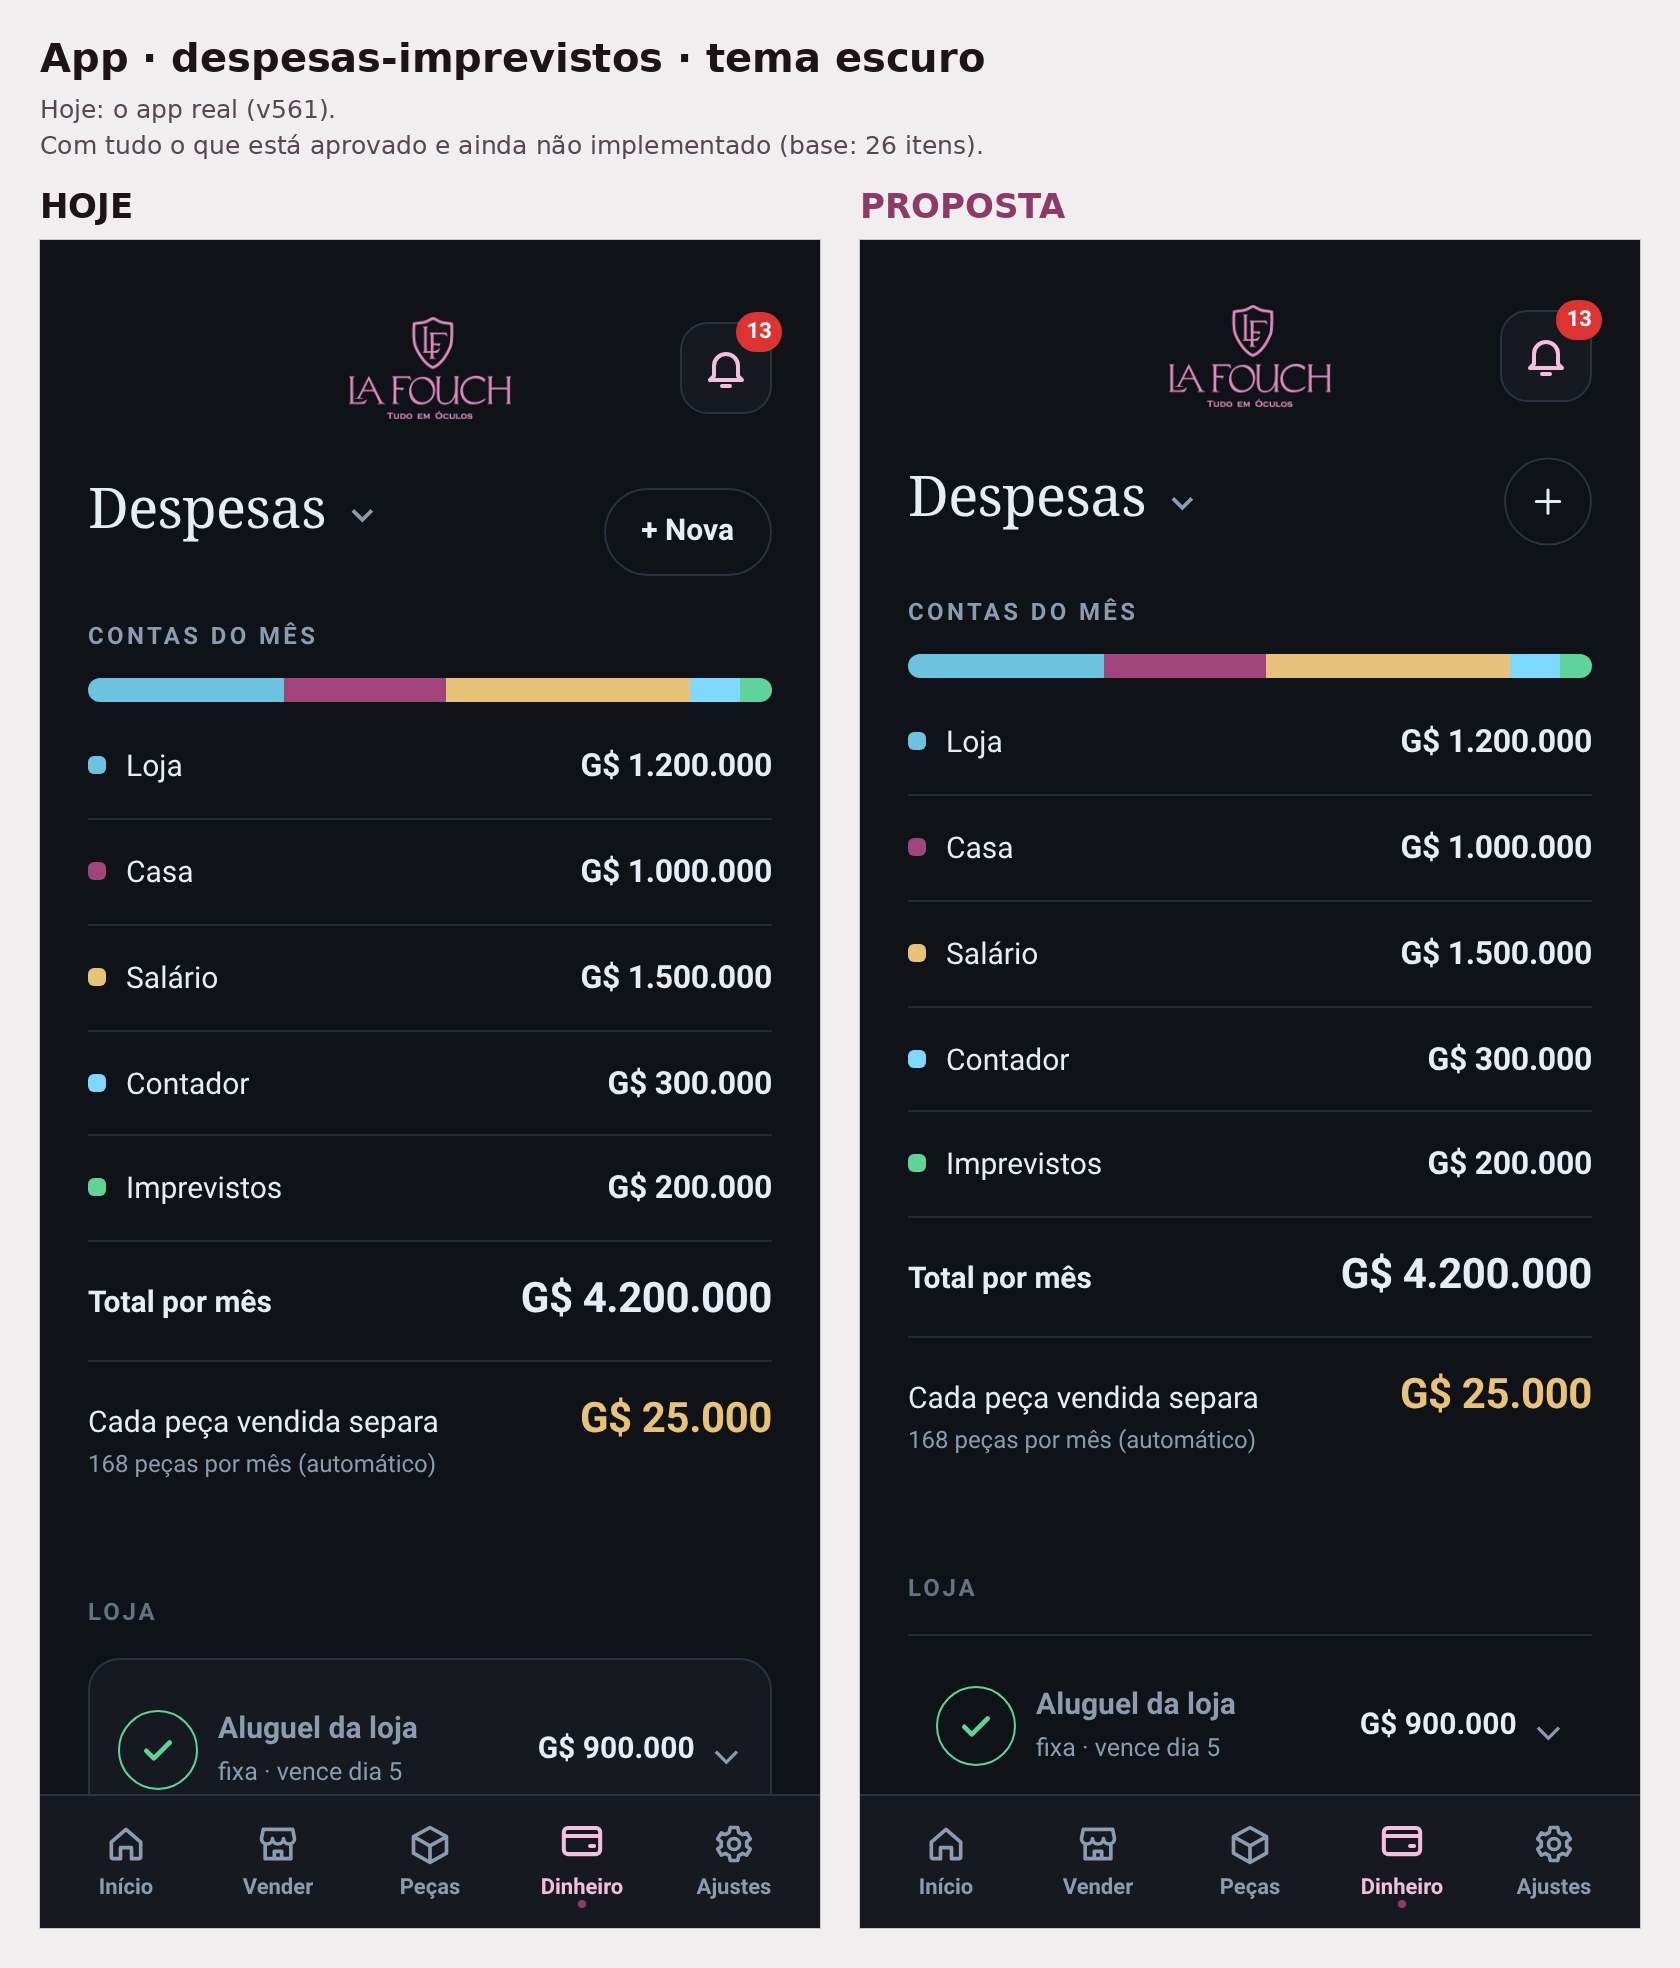 App · despesas-imprevistos · tema escuro
Hoje: o app real (v561).
Com tudo o que está aprovado e ainda não implementado (base: 26 itens).
HOJE
LF
LA FOUCH
TUDO EM ÓCULOS
13
Despesas
+ Nova
CONTAS DO MÊS
Loja G$ 1.200.000
Casa G$ 1.000.000
Salário G$ 1.500.000
Contador G$ 300.000
Imprevistos G$ 200.000
Total por mês G$ 4.200.000
Cada peça vendida separa G$ 25.000
168 peças por mês (automático)
LOJA
Aluguel da loja G$ 900.000
fixa · vence dia 5
Início Vender Peças Dinheiro Ajustes
PROPOSTA
LF
LA FOUCH
TUDO EM ÓCULOS
13
Despesas
+
CONTAS DO MÊS
Loja G$ 1.200.000
Casa G$ 1.000.000
Salário G$ 1.500.000
Contador G$ 300.000
Imprevistos G$ 200.000
Total por mês G$ 4.200.000
Cada peça vendida separa G$ 25.000
168 peças por mês (automático)
LOJA
Aluguel da loja G$ 900.000
fixa · vence dia 5
Início Vender Peças Dinheiro Ajustes